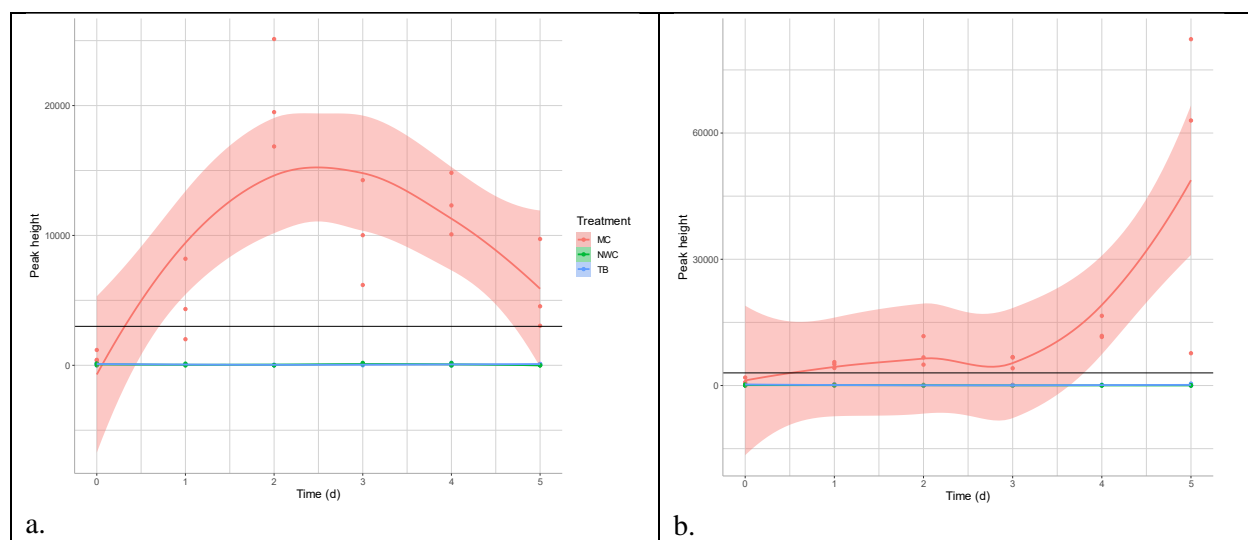 20000
10000
0
Peak height
0 1 2 3 4 5
Time (d)
a.
Treatment
MC
NWC
TB
60000
30000
0
Peak height
0 1 2 3 4 5
Time (d)
b.